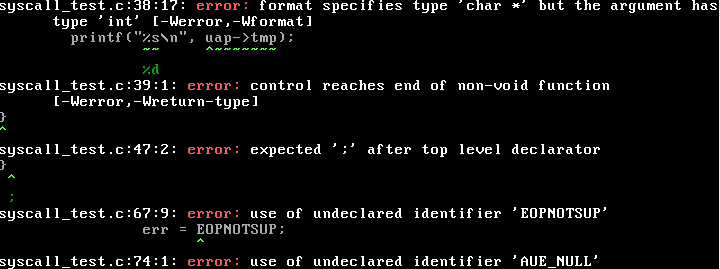 syscall_test.c:38:17: error: format specifies type 'char *' but the argument has
type 'int' [-Werror,-Wformat]
printf("%s\n", uap->tmp);
~~ ^~~~~~~~
%d
syscall_test.c:39:1: error: control reaches end of non-void function
[-Werror,-Wreturn-type]
}
^
syscall_test.c:47:2: error: expected ';' after top level declarator
}
^
;
syscall_test.c:67:9: error: use of undeclared identifier 'EOPNOTSUP'
err = EOPNOTSUP;
^
syscall_test.c:74:1: error: use of undeclared identifier 'AUE_NULL'